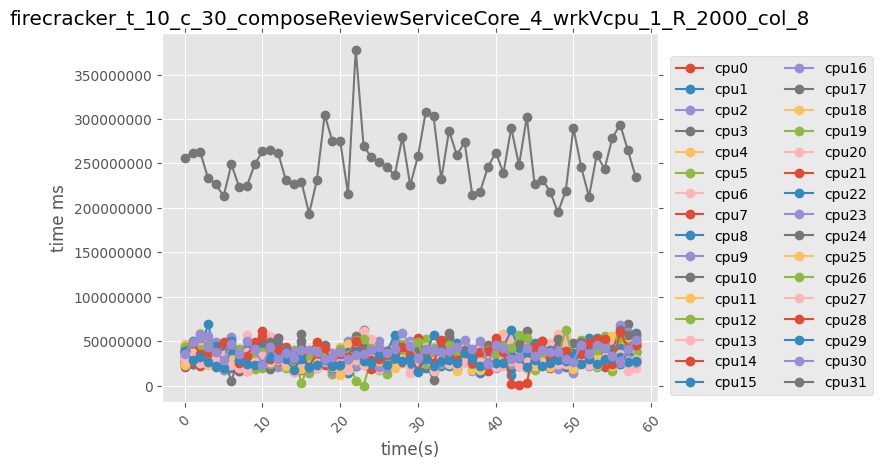 firecracker_t_10_c_30_composeReviewServiceCore_4_wrkVcpu_1_R_2000_col_8
350000000
300000000
250000000
200000000
150000000
100000000
50000000
0
time ms
0
10
20
30
40
50
60
time(s)
cpu0
cpu1
cpu2
cpu3
cpu4
cpu5
cpu6
cpu7
cpu8
cpu9
cpu10
cpu11
cpu12
cpu13
cpu14
cpu15
cpu16
cpu17
cpu18
cpu19
cpu20
cpu21
cpu22
cpu23
cpu24
cpu25
cpu26
cpu27
cpu28
cpu29
cpu30
cpu31